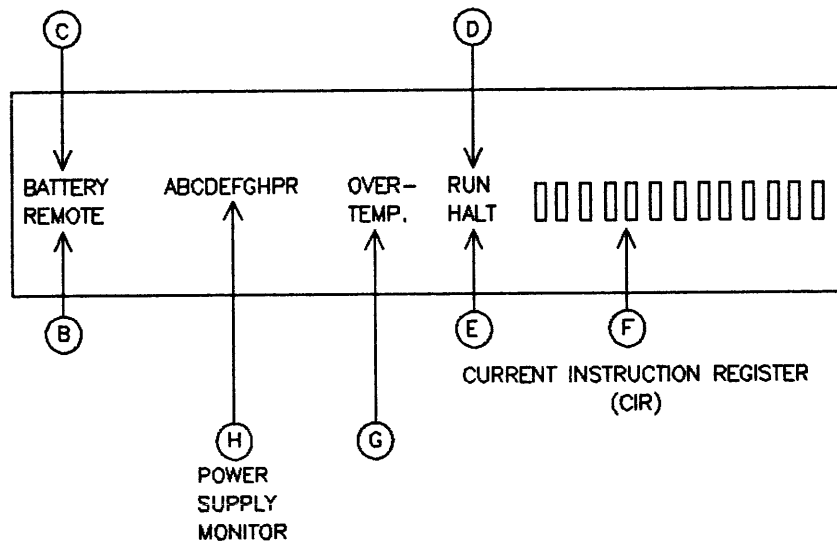 C
D
BATTERY ABCDEFGHPR OVER- RUN
REMOTE TEMP. HALT
B
E
F
CURRENT INSTRUCTION REGISTER
(CIR)
H
G
POWER
SUPPLY
MONITOR